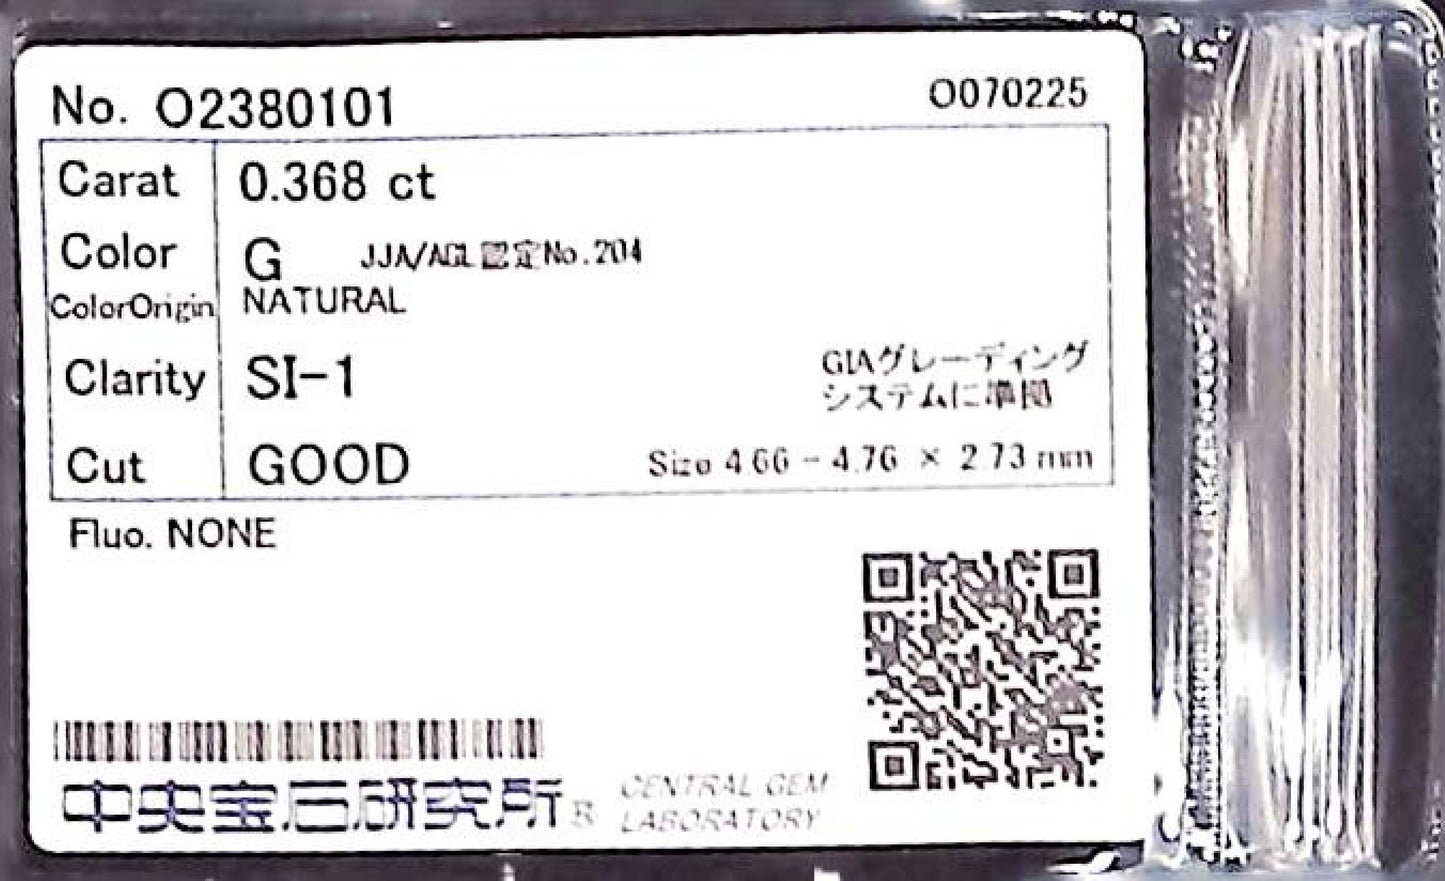 No. O2380101
O070225
Carat 0.368 ct
Color G JJA/AGL認定No.204
ColorOrigin NATURAL
Clarity SI-1
GIAグレーディング
システムに準拠
Cut GOOD
Size 4.66 - 4.76 × 2.73 mm
Fluo. NONE
中央宝石研究所
CENTRAL GEM
LABORATORY